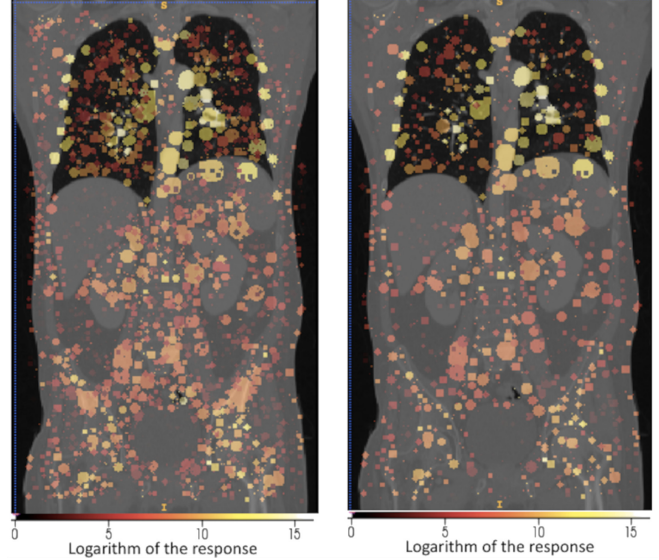 S S
I I
0 5 10 15 0 5 10 15
Logarithm of the response Logarithm of the response